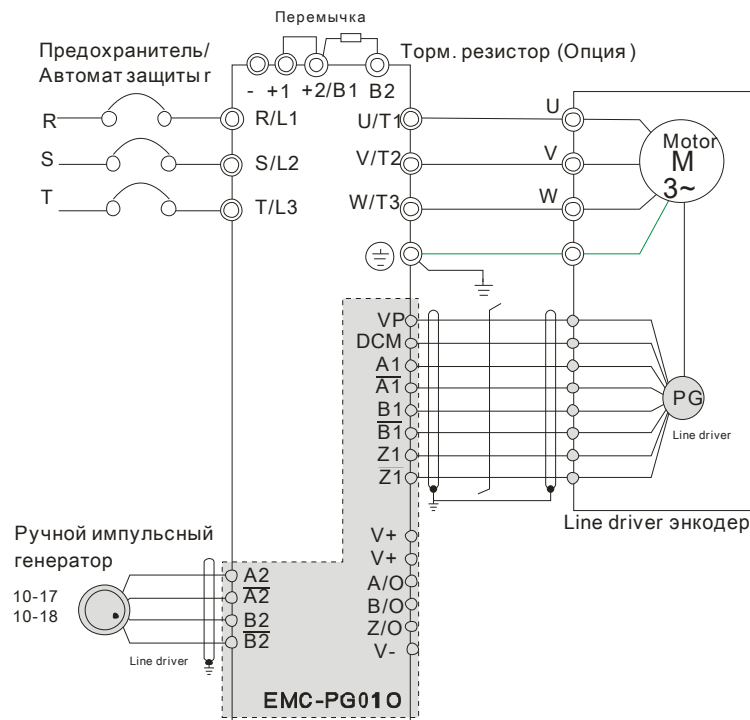 Перемычка
Предохранитель/
Автомат защиты r
Торм. резистор (Опция)
- +1 +2/B1 B2
R
R/L1
U/T1
U
S
S/L2
V/T2
V
T
T/L3
W/T3
W
Motor
M
3~
VP
DCM
A1
A1
B1
B1
Z1
Z1
PG
Line driver
Line driver энкодер
V+
V+
A/O
B/O
Z/O
V-
Ручной импульсный
генератор
10-17
10-18
A2
A2
B2
B2
Line driver
EMC-PG01O